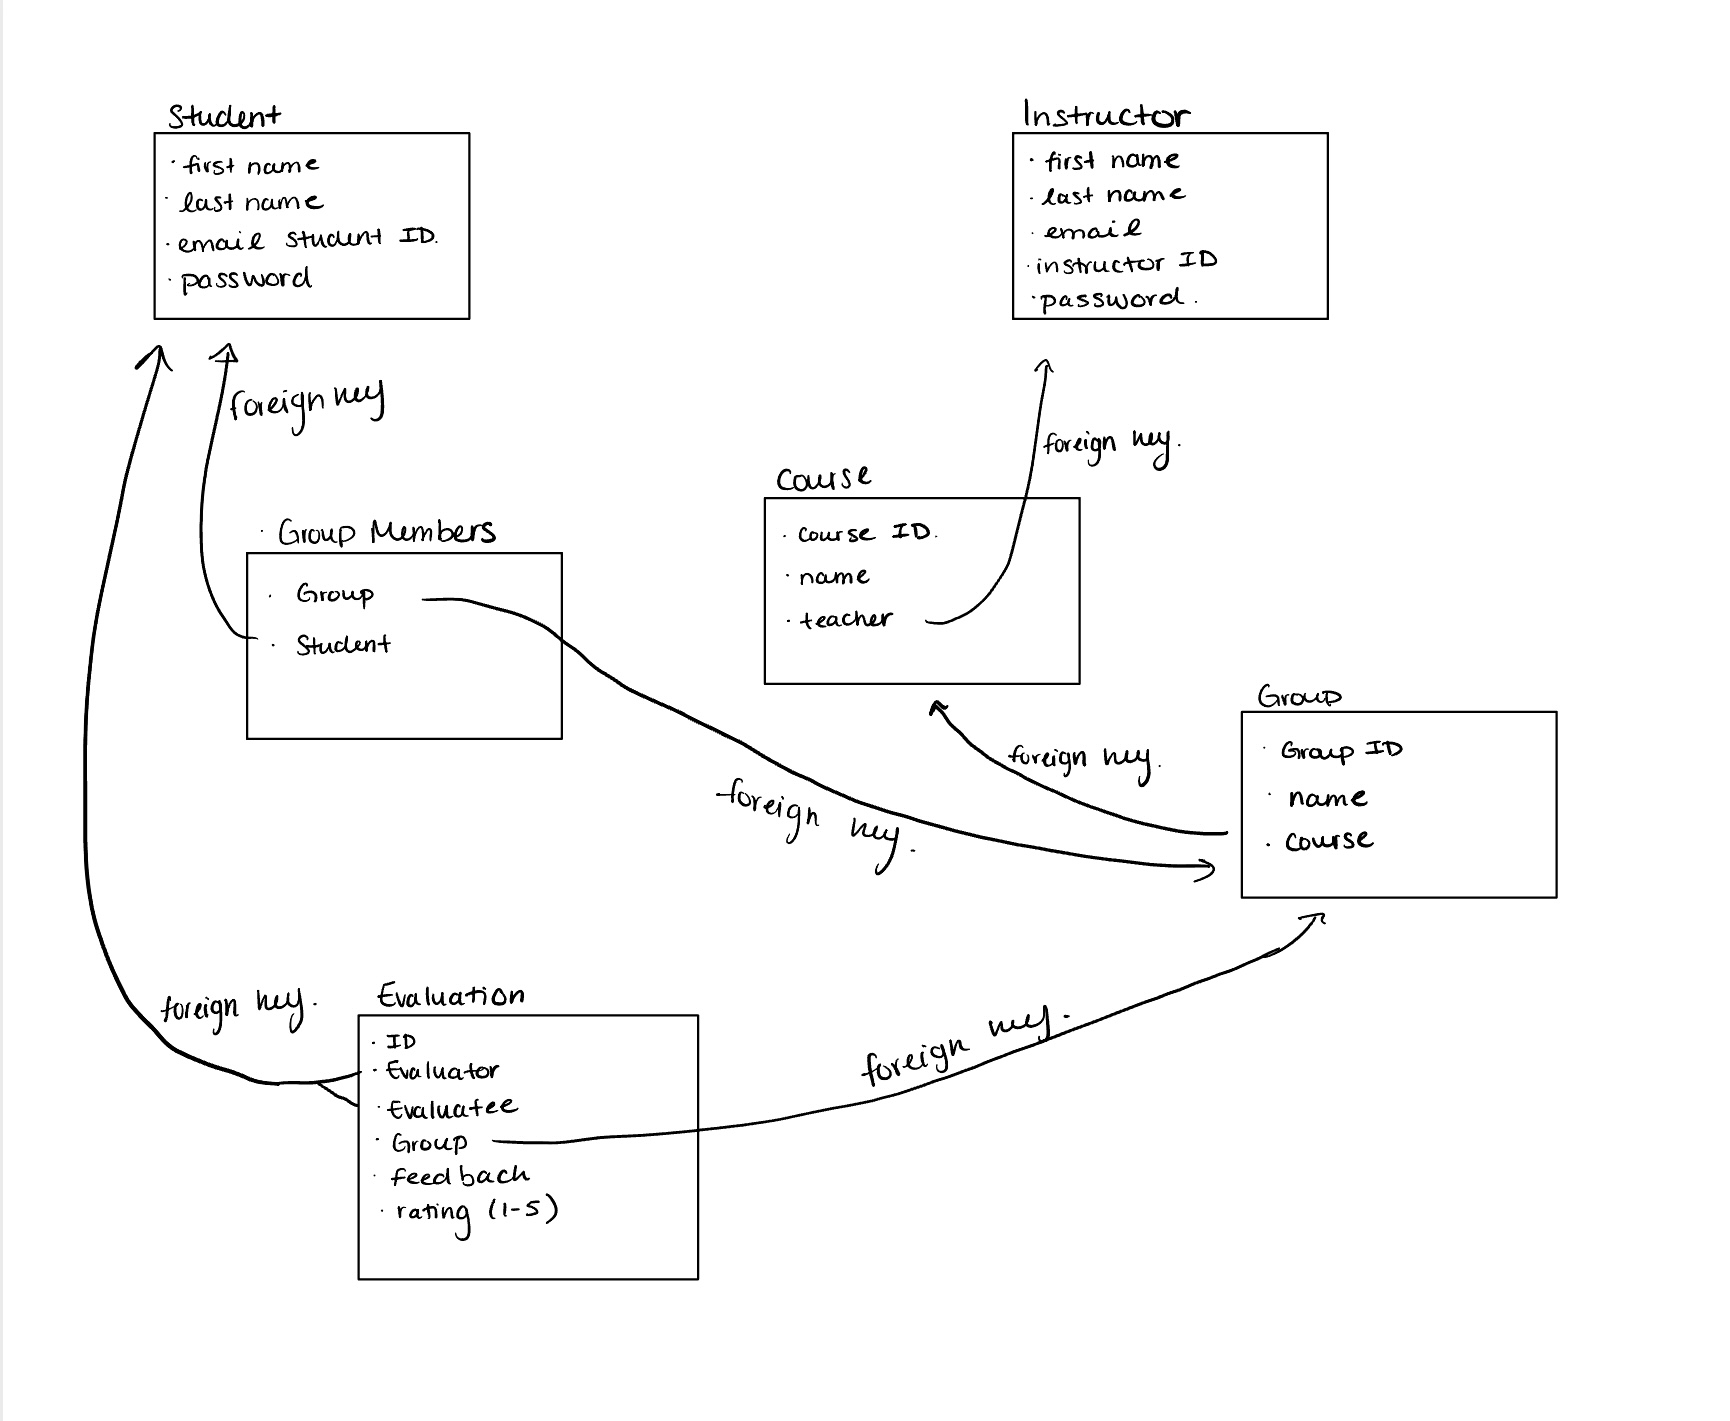 Student
· first name
· last name
· email student ID.
· password
Instructor
· first name
· last name
· email
· instructor ID
· password.
foreign key
foreign key.
Course
· course ID.
· name
· teacher
· Group Members
· Group
· Student
Group
· Group ID
· name
· course
foreign key.
foreign key.
foreign key.
Evaluation
· ID
· Evaluator
· Evaluatee
· Group
· feedback
· rating (1-5)
foreign key.